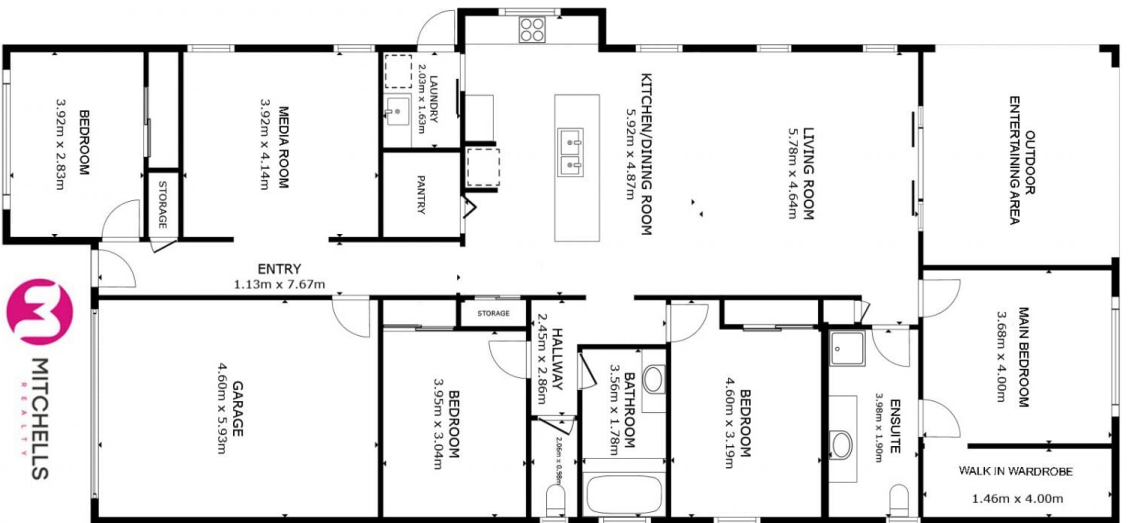 BEDROOM
3.92m x 2.83m
STORAGE
MEDIA ROOM
3.92m x 4.14m
LAUNDRY
2.03m x 1.63m
PANTRY
KITCHEN/DINING ROOM
5.92m x 4.87m
LIVING ROOM
5.78m x 4.64m
OUTDOOR
ENTERTAINING AREA
ENTRY
1.13m x 7.67m
MITCHELLS
REALTY
GARAGE
4.60m x 5.93m
BEDROOM
3.95m x 3.04m
STORAGE
HALLWAY
2.45m x 2.86m
2.06m x 0.98m
BATHROOM
3.56m x 1.78m
BEDROOM
4.60m x 3.19m
ENSUITE
3.98m x 1.90m
MAIN BEDROOM
3.68m x 4.00m
WALK IN WARDROBE
1.46m x 4.00m